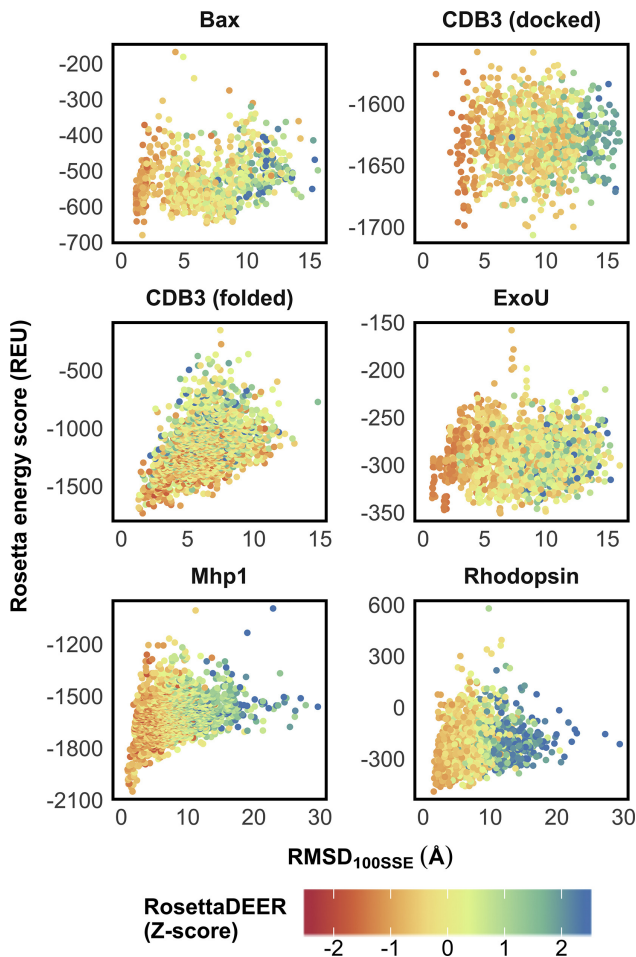 Bax
CDB3 (docked)
-200
-300
-400
-500
-600
-700
0 5 10 15
-1600
-1650
-1700
0 5 10 15
CDB3 (folded)
ExoU
-500
-1000
-1500
0 5 10 15
-150
-200
-250
-300
-350
0 5 10 15
Mhp1
Rhodopsin
-1200
-1500
-1800
-2100
0 10 20 30
600
300
0
-300
0 10 20 30
Rosetta energy score (REU)
RMSD100SSE (Å)
RosettaDEER
(Z-score)
-2 -1 0 1 2